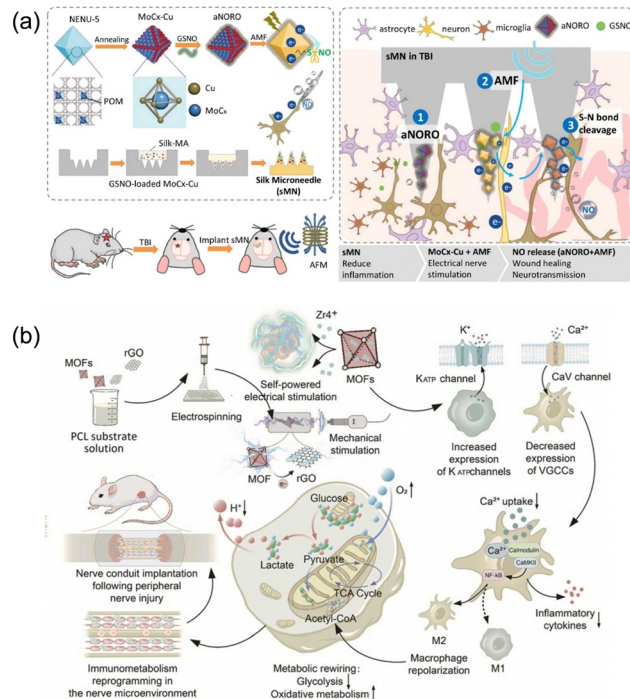 (a)
NENU-5
Annealing
MoCx-Cu
GSNO
aNORO
AMF
S-NO
e-
NO
POM
Cu
MoCx
Silk-MA
GSNO-loaded MoCx-Cu
Silk Microneedle
(sMN)
TBI
Implant sMN
AFM
astrocyte
neuron
microglia
aNORO
GSNO
sMN in TBI
2 AMF
1
aNORO
3
S-N bond
cleavage
e-
NO
sMN
Reduce
inflammation
MoCx-Cu + AMF
Electrical nerve
stimulation
NO release (aNORO+AMF)
Wound healing
Neurotransmission
(b)
MOFs
rGO
PCL substrate
solution
Electrospinning
Zr4+
Self-powered
electrical stimulation
MOFs
Mechanical
stimulation
MOF
rGO
K+
KATP channel
Increased
expression
of K ATP channels
Ca²⁺
CaV channel
Decreased
expression
of VGCCs
Ca²⁺ uptake
Ca²⁺
Calmodulin
CaMKII
NF-kB
Inflammatory
cytokines
M2
M1
Macrophage
repolarization
H⁺
Glucose
O₂
Lactate
Pyruvate
TCA Cycle
Acetyl-CoA
Metabolic rewiring:
Glycolysis
Oxidative metabolism
Nerve conduit implantation
following peripheral
nerve injury
Immunometabolism
reprogramming in
the nerve microenvironment